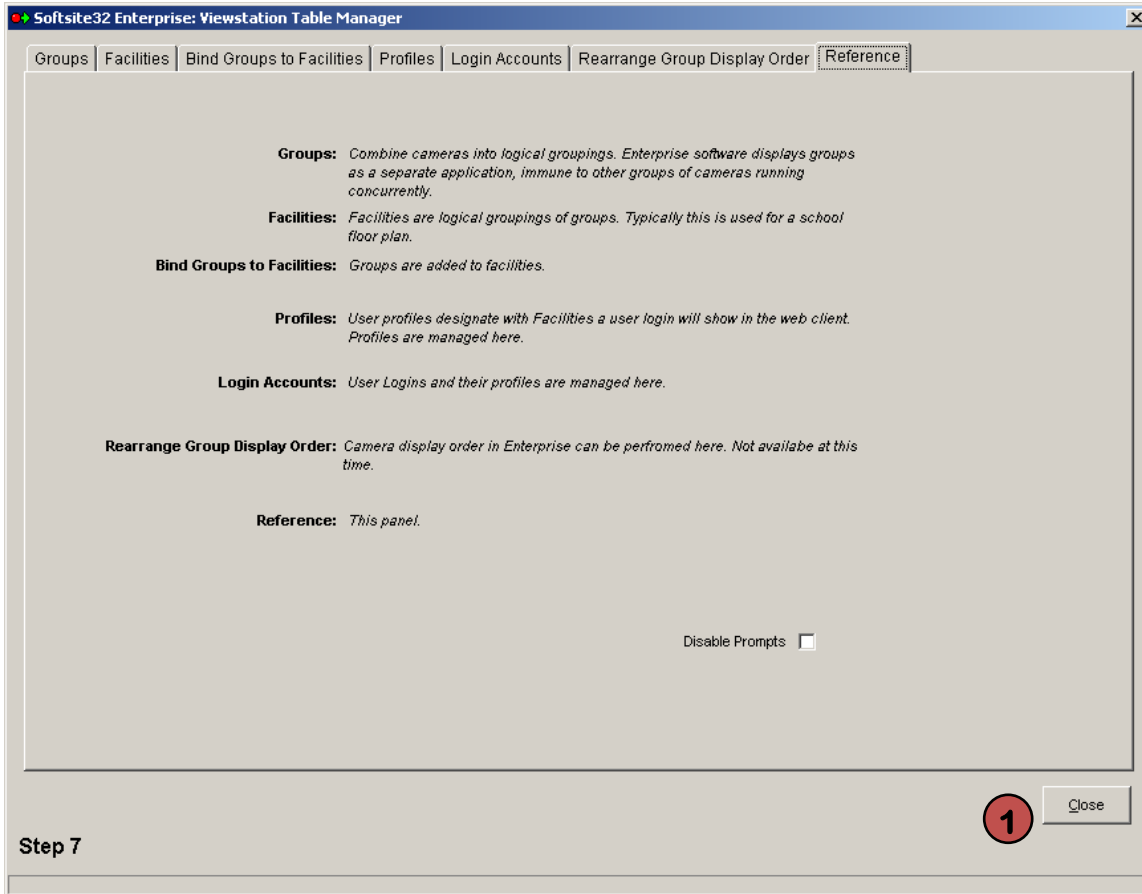 Softsite32 Enterprise: Viewstation Table Manager
Groups Facilities Bind Groups to Facilities Profiles Login Accounts Rearrange Group Display Order Reference
Groups: Combine cameras into logical groupings. Enterprise software displays groups
as a separate application, immune to other groups of cameras running
concurrently.
Facilities: Facilities are logical groupings of groups. Typically this is used for a school
floor plan.
Bind Groups to Facilities: Groups are added to facilities.
Profiles: User profiles designate with Facilities a user login will show in the web client.
Profiles are managed here.
Login Accounts: User Logins and their profiles are managed here.
Rearrange Group Display Order: Camera display order in Enterprise can be perfromed here. Not availabe at this
time.
Reference: This panel.
Disable Prompts
1
Close
Step 7